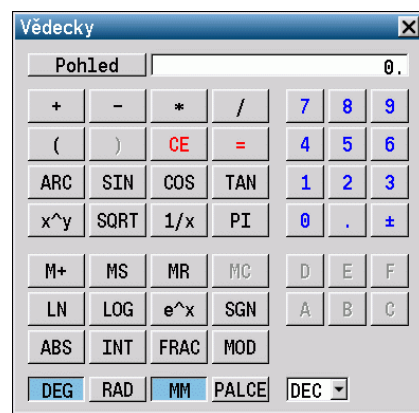 Vědecky
Pohled 0.
+ - * / 7 8 9
( ) CE = 4 5 6
ARC SIN COS TAN 1 2 3
x^y SQRT 1/x PI 0 . ±
M+ MS MR MC D E F
LN LOG e^x SGN A B C
ABS INT FRAC MOD
DEG RAD MM PALCE DEC